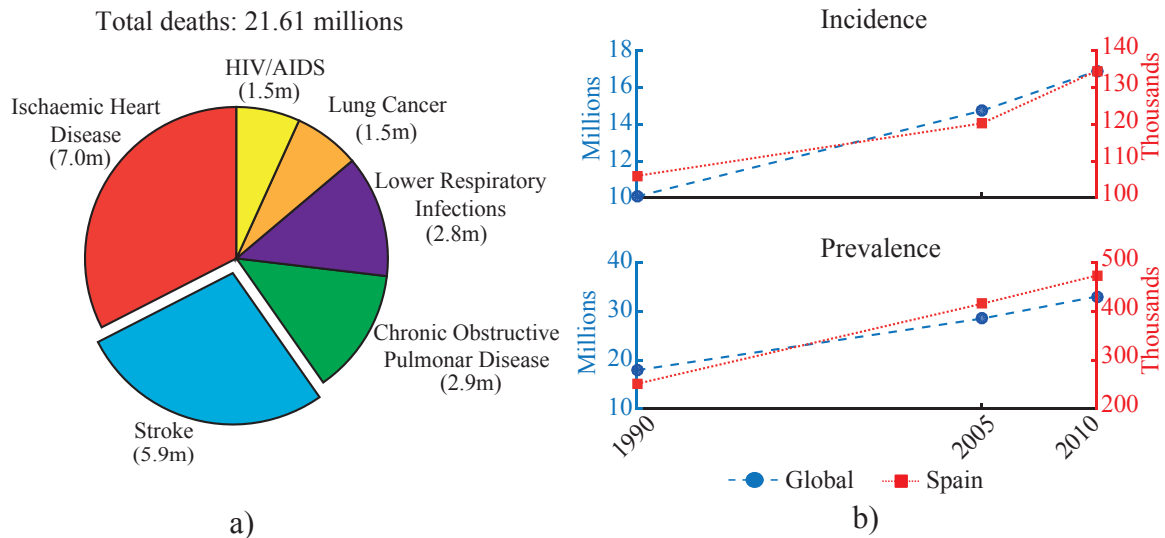 Total deaths: 21.61 millions
HIV/AIDS
(1.5m)
Lung Cancer
(1.5m)
Ischaemic Heart
Disease
(7.0m)
Lower Respiratory
Infections
(2.8m)
Chronic Obstructive
Pulmonar Disease
(2.9m)
Stroke
(5.9m)
a)
Incidence
Millions
18
16
14
12
10
140
130
120
110
100
Thousands
Prevalence
Millions
40
30
20
10
500
400
300
200
Thousands
1990
2005
2010
Global
Spain
b)